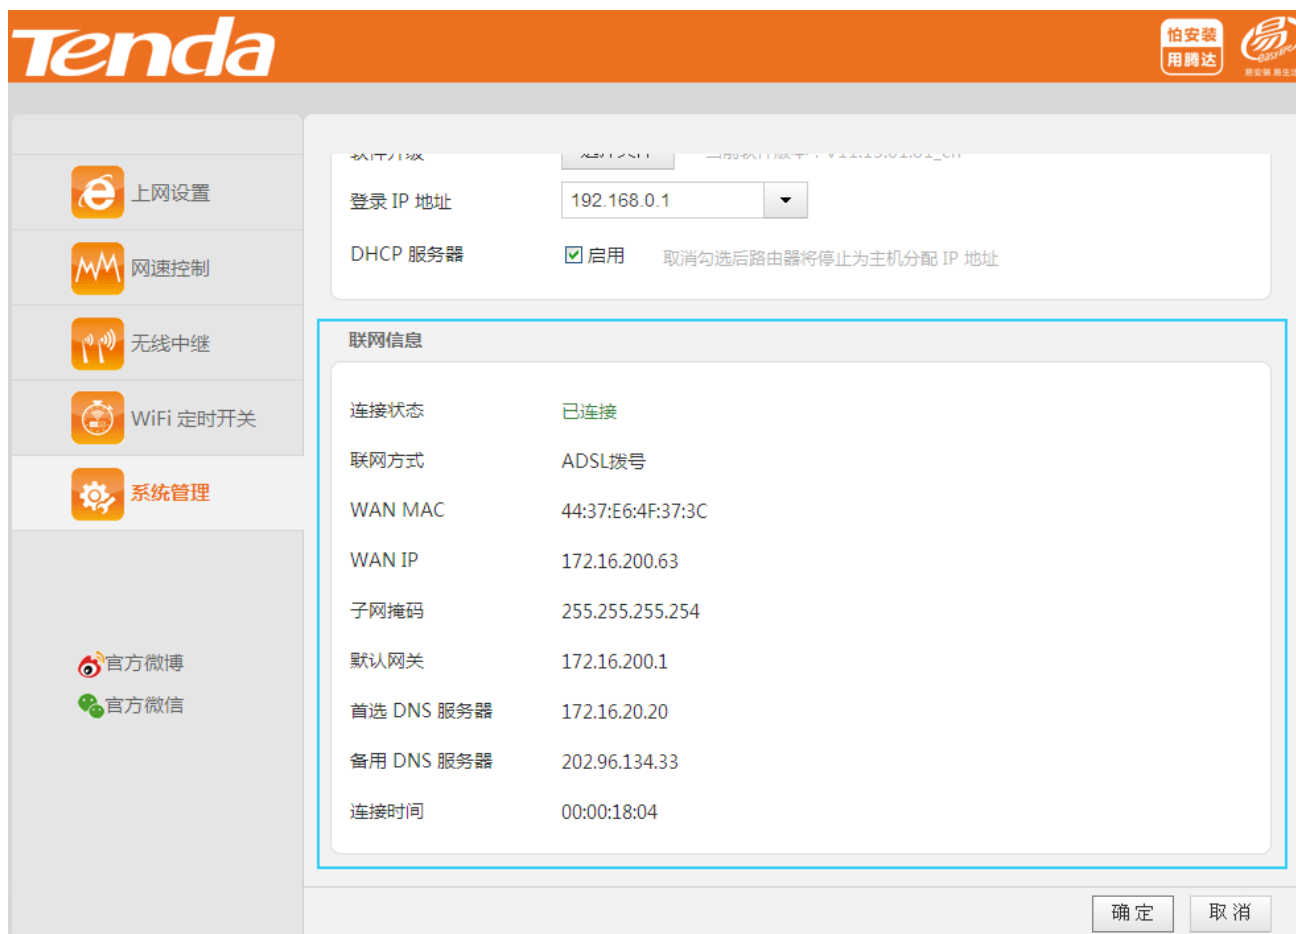 Tenda
怕安装
用腾达
易
easylife
易安装 易生活
上网设置
网速控制
无线中继
WiFi 定时开关
系统管理
官方微博
官方微信
登录 IP 地址 192.168.0.1
DHCP 服务器 启用 取消勾选后路由器将停止为主机分配 IP 地址
联网信息
连接状态 已连接
联网方式 ADSL拨号
WAN MAC 44:37:E6:4F:37:3C
WAN IP 172.16.200.63
子网掩码 255.255.255.254
默认网关 172.16.200.1
首选 DNS 服务器 172.16.20.20
备用 DNS 服务器 202.96.134.33
连接时间 00:00:18:04
确定 取消